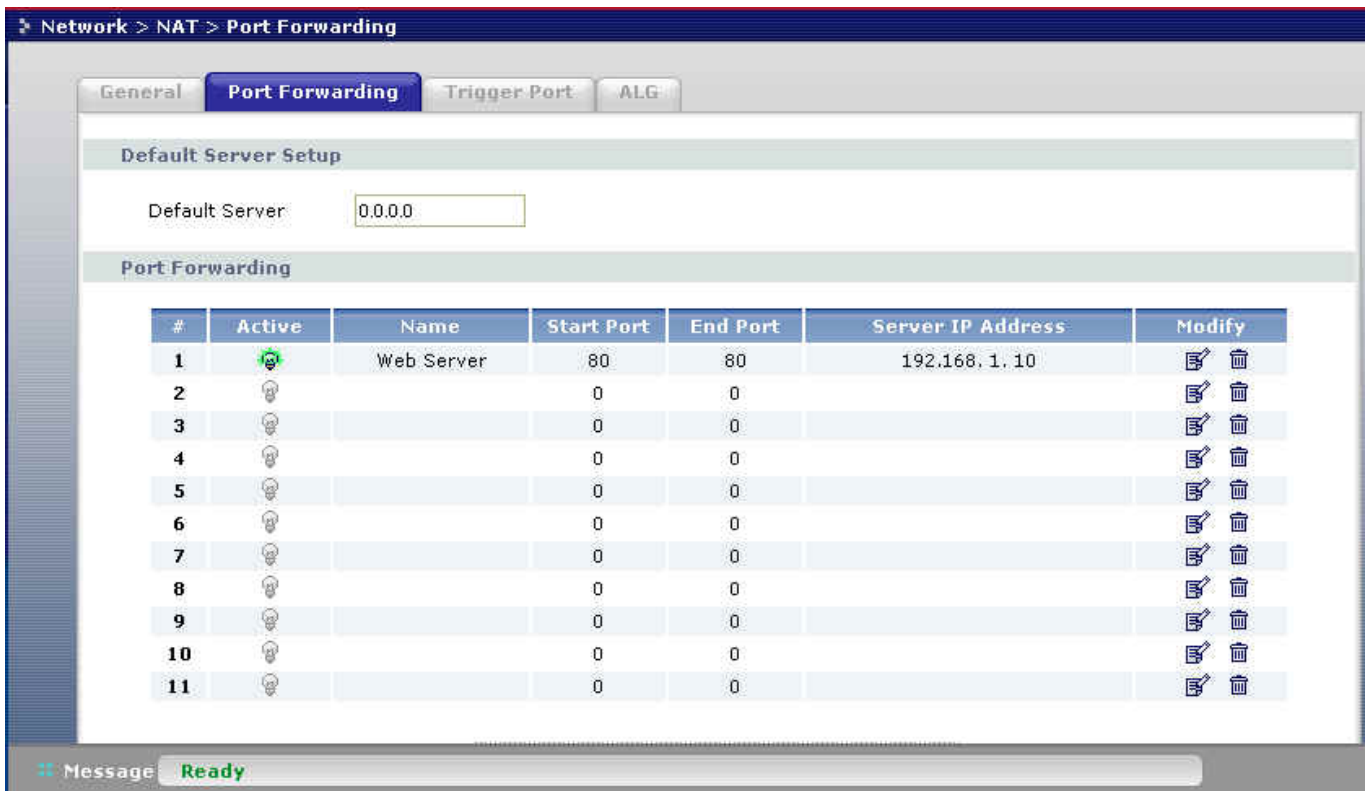 Network > NAT > Port Forwarding
General Port Forwarding Trigger Port ALG
Default Server Setup
Default Server 0.0.0.0
Port Forwarding
# Active Name Start Port End Port Server IP Address Modify
1 Web Server 80 80 192.168. 1. 10
2 0 0
3 0 0
4 0 0
5 0 0
6 0 0
7 0 0
8 0 0
9 0 0
10 0 0
11 0 0
Message Ready